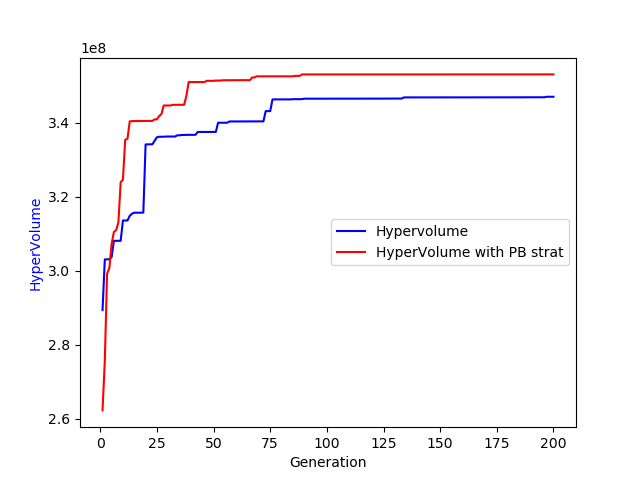 1e8
3.4
3.2
3.0
2.8
2.6
HyperVolume
Hypervolume
HyperVolume with PB strat
0 25 50 75 100 125 150 175 200
Generation